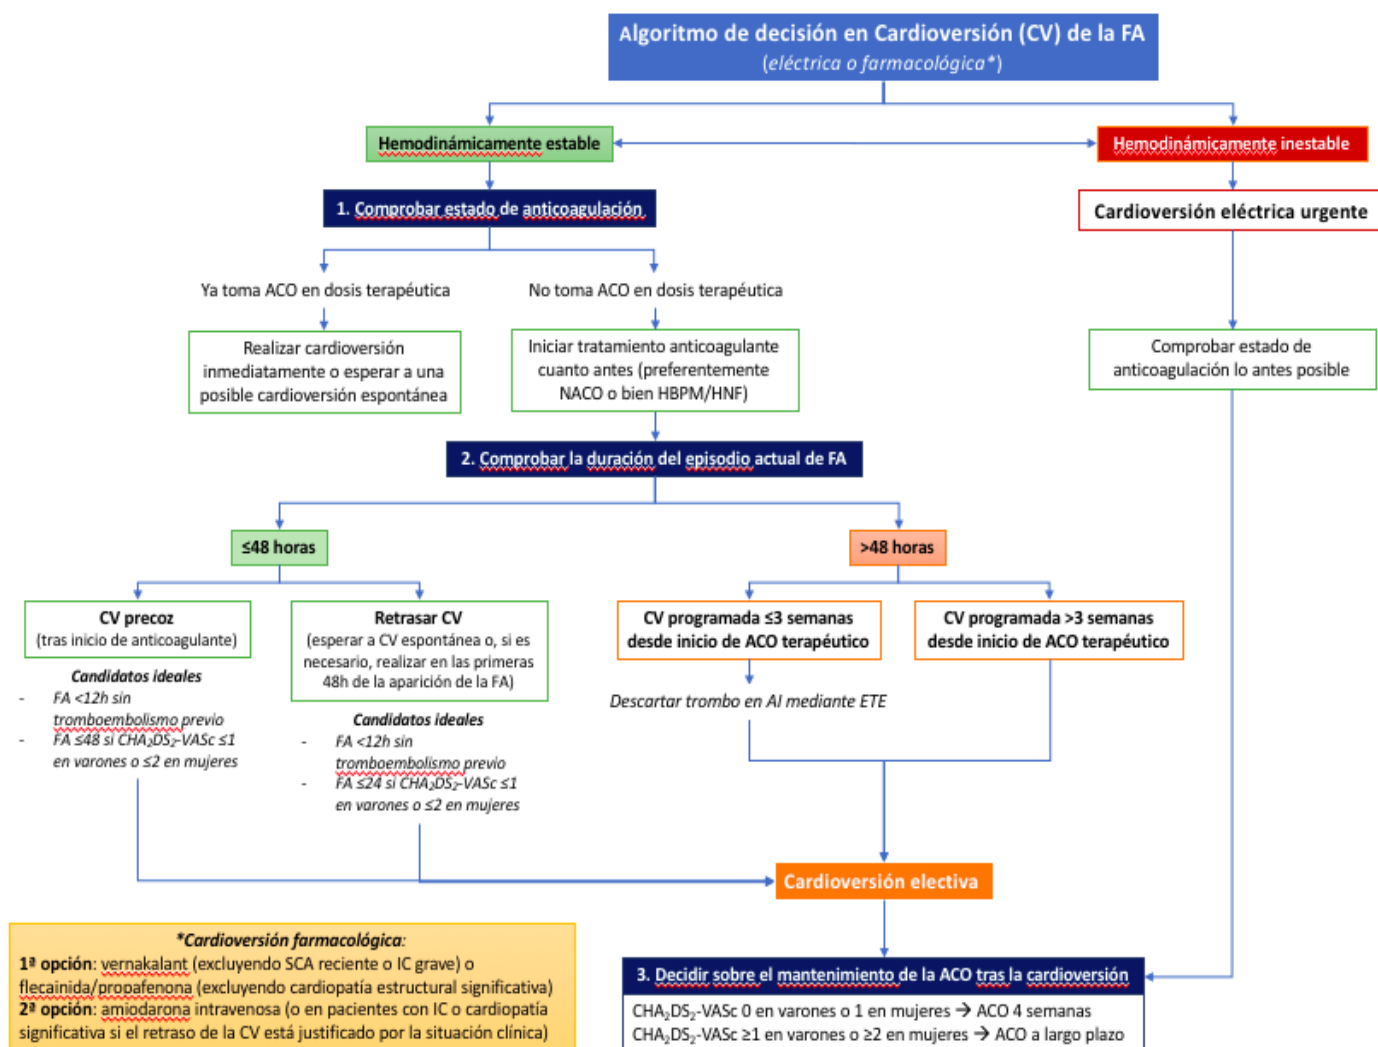 Algoritmo de decisión en Cardioversión (CV) de la FA
(eléctrica o farmacológica*)
Hemodinámicamente estable
Hemodinámicamente inestable
1. Comprobar estado de anticoagulación
Cardioversión eléctrica urgente
Ya toma ACO en dosis terapéutica
No toma ACO en dosis terapéutica
Realizar cardioversión
inmediatamente o esperar a una
posible cardioversión espontánea
Iniciar tratamiento anticoagulante
cuanto antes (preferentemente
NACO o bien HBPM/HNF)
Comprobar estado de
anticoagulación lo antes posible
2. Comprobar la duración del episodio actual de FA
≤48 horas
>48 horas
CV precoz
(tras inicio de anticoagulante)
Candidatos ideales
- FA <12h sin
tromboembolismo previo
- FA ≤48 si CHA₂DS₂-VASc ≤1
en varones o ≤2 en mujeres
Retrasar CV
(esperar a CV espontánea o, si es
necesario, realizar en las primeras
48h de la aparición de la FA)
Candidatos ideales
- FA <12h sin
tromboembolismo previo
- FA ≤24 si CHA₂DS₂-VASc ≤1
en varones o ≤2 en mujeres
CV programada ≤3 semanas
desde inicio de ACO terapéutico
CV programada >3 semanas
desde inicio de ACO terapéutico
Descartar trombo en AI mediante ETE
Cardioversión electiva
*Cardioversión farmacológica:
1ª opción: vernakalant (excluyendo SCA reciente o IC grave) o
flecainida/propafenona (excluyendo cardiopatía estructural significativa)
2ª opción: amiodarona intravenosa (o en pacientes con IC o cardiopatía
significativa si el retraso de la CV está justificado por la situación clínica)
3. Decidir sobre el mantenimiento de la ACO tras la cardioversión
CHA₂DS₂-VASc 0 en varones o 1 en mujeres → ACO 4 semanas
CHA₂DS₂-VASc ≥1 en varones o ≥2 en mujeres → ACO a largo plazo